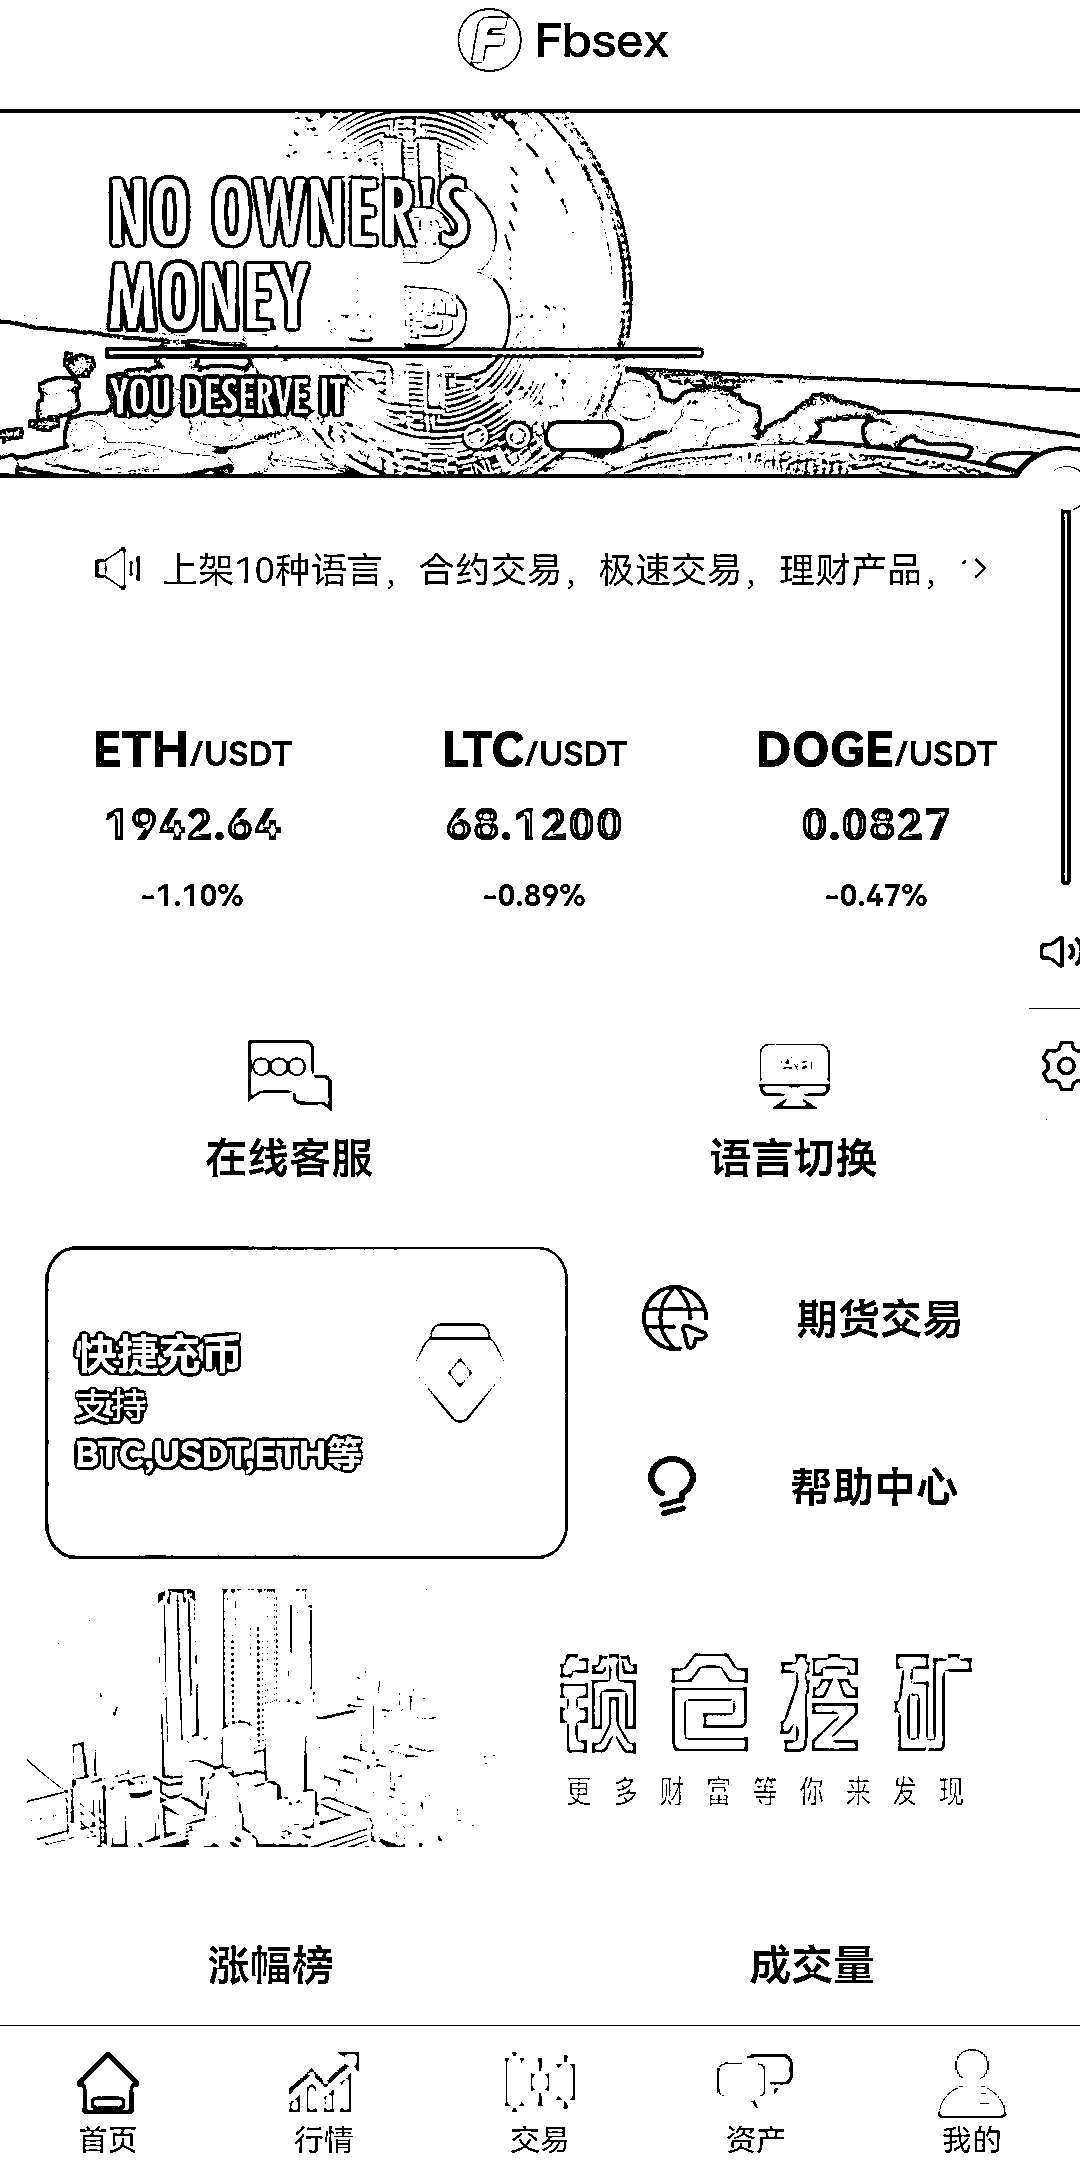 Fbsex
NO OWNER'S
MONEY
YOU DESERVE IT
上架10种语言，合约交易，极速交易，理财产品，
ETH/USDT LTC/USDT DOGE/USDT
1942.64 68.1200 0.0827
-1.10% -0.89% -0.47%
在线客服 语言切换
快捷充币
支持
BTC,USDT,ETH等
期货交易
帮助中心
锁仓挖矿
更多财富等你来发现
涨幅榜 成交量
首页 行情 交易 资产 我的